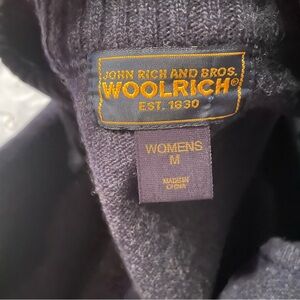 JOHN RICH AND BROS.
WOOLRICH®
EST. 1830
WOMENS
M
MADE IN
CHINA